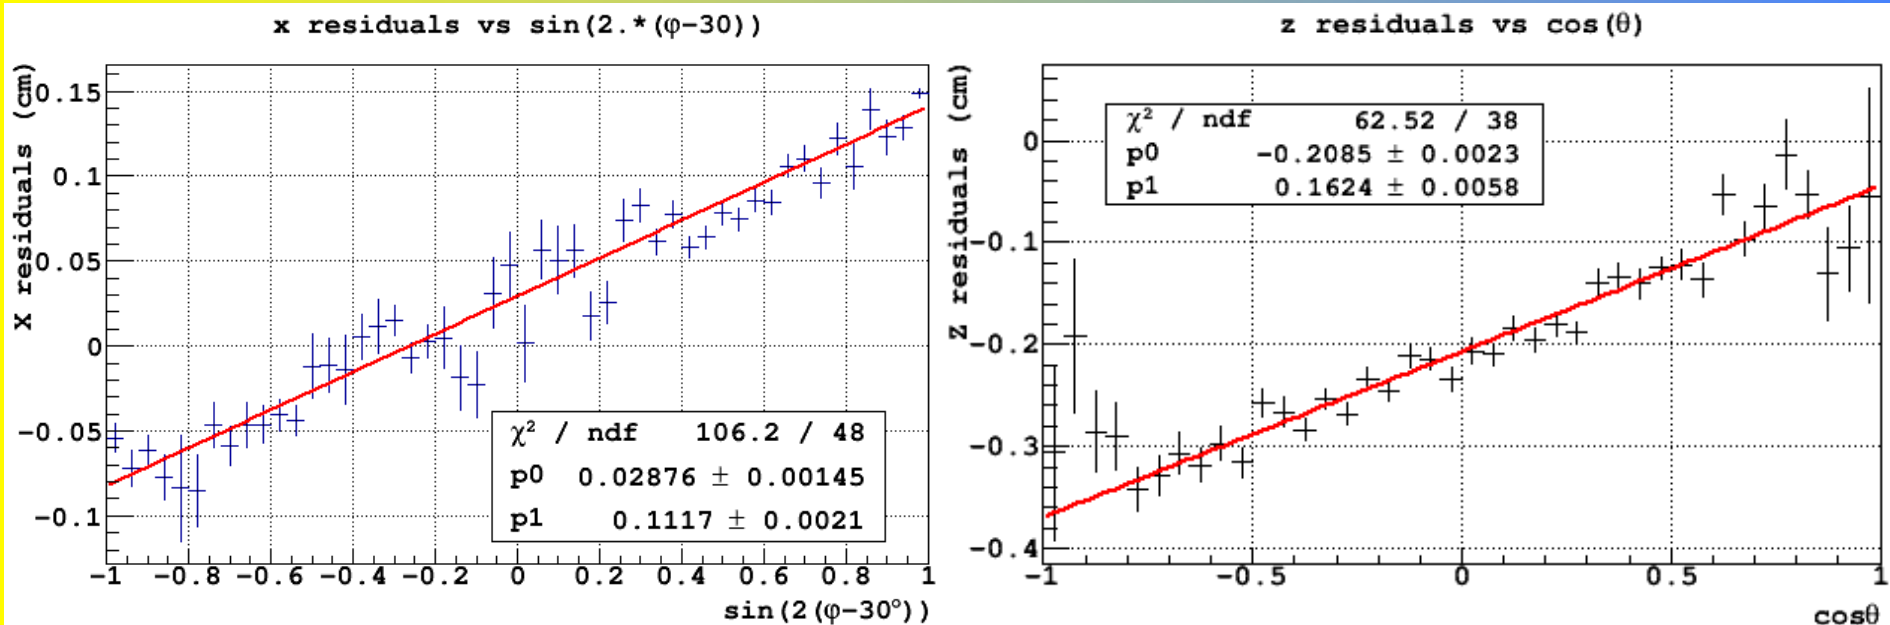 x residuals vs sin(2.*(φ−30))
X residuals (cm)
0.15
0.1
0.05
0
−0.05
−0.1
χ² / ndf 106.2 / 48
p0 0.02876 ± 0.00145
p1 0.1117 ± 0.0021
−1 −0.8 −0.6 −0.4 −0.2 0 0.2 0.4 0.6 0.8 1
sin(2(φ−30°))
z residuals vs cos(θ)
Z residuals (cm)
χ² / ndf 62.52 / 38
p0 −0.2085 ± 0.0023
p1 0.1624 ± 0.0058
0
−0.1
−0.2
−0.3
−0.4
−1 −0.5 0 0.5 1
cosθ